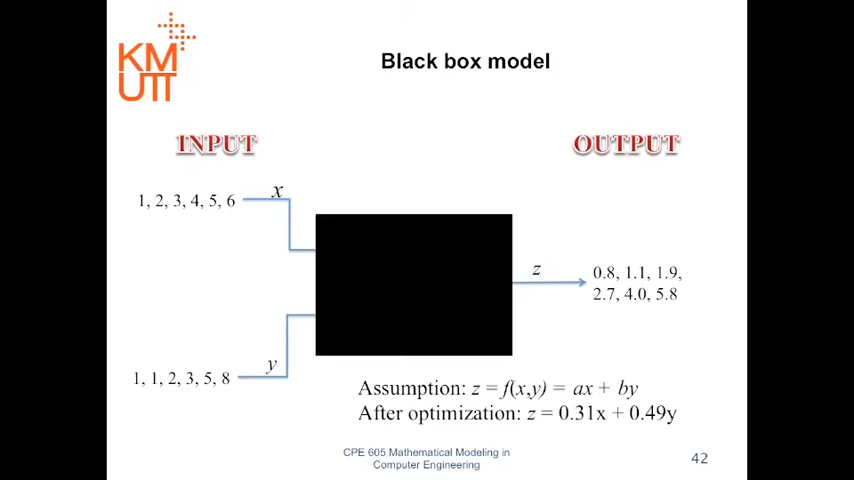 KM
UTT
Black box model
INPUT
OUTPUT
x
1, 2, 3, 4, 5, 6
z
0.8, 1.1, 1.9,
2.7, 4.0, 5.8
y
1, 1, 2, 3, 5, 8
Assumption: z = f(x,y) = ax + by
After optimization: z = 0.31x + 0.49y
CPE 605 Mathematical Modeling in
Computer Engineering
42